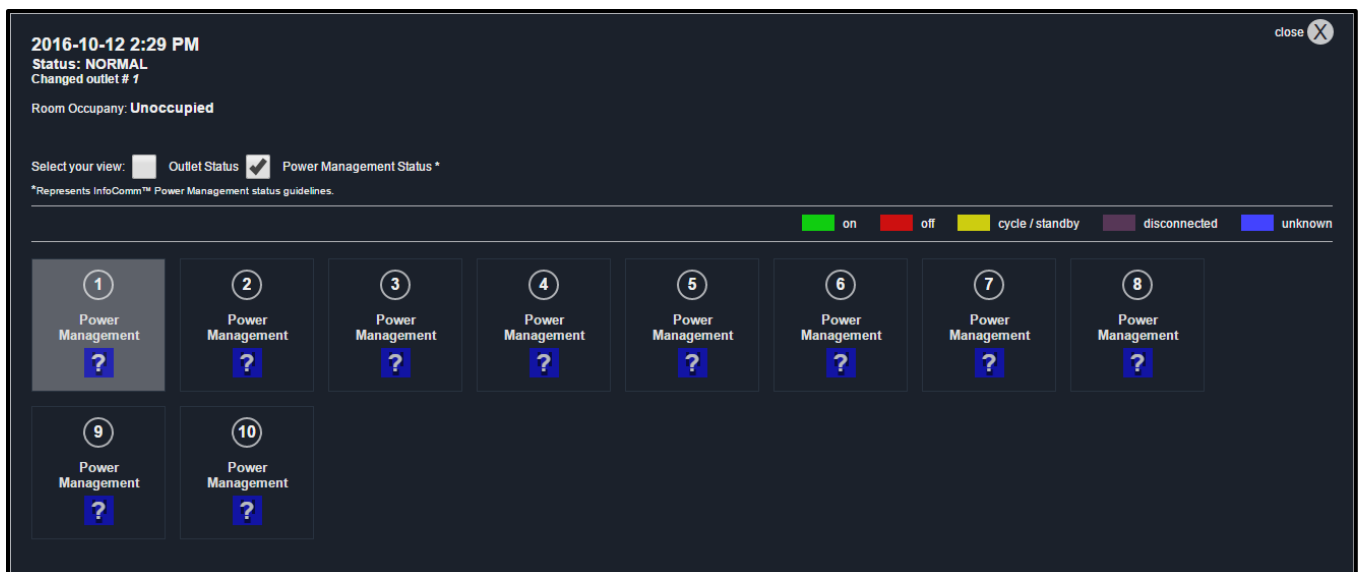 close X
2016-10-12 2:29 PM
Status: NORMAL
Changed outlet # 1
Room Occupany: Unoccupied
Select your view: Outlet Status Power Management Status *
*Represents InfoComm™ Power Management status guidelines.
on off cycle / standby disconnected unknown
1 2 3 4 5 6 7 8
Power Power Power Power Power Power Power Power
Management Management Management Management Management Management Management Management
? ? ? ? ? ? ? ?
9 10
Power Power
Management Management
? ?